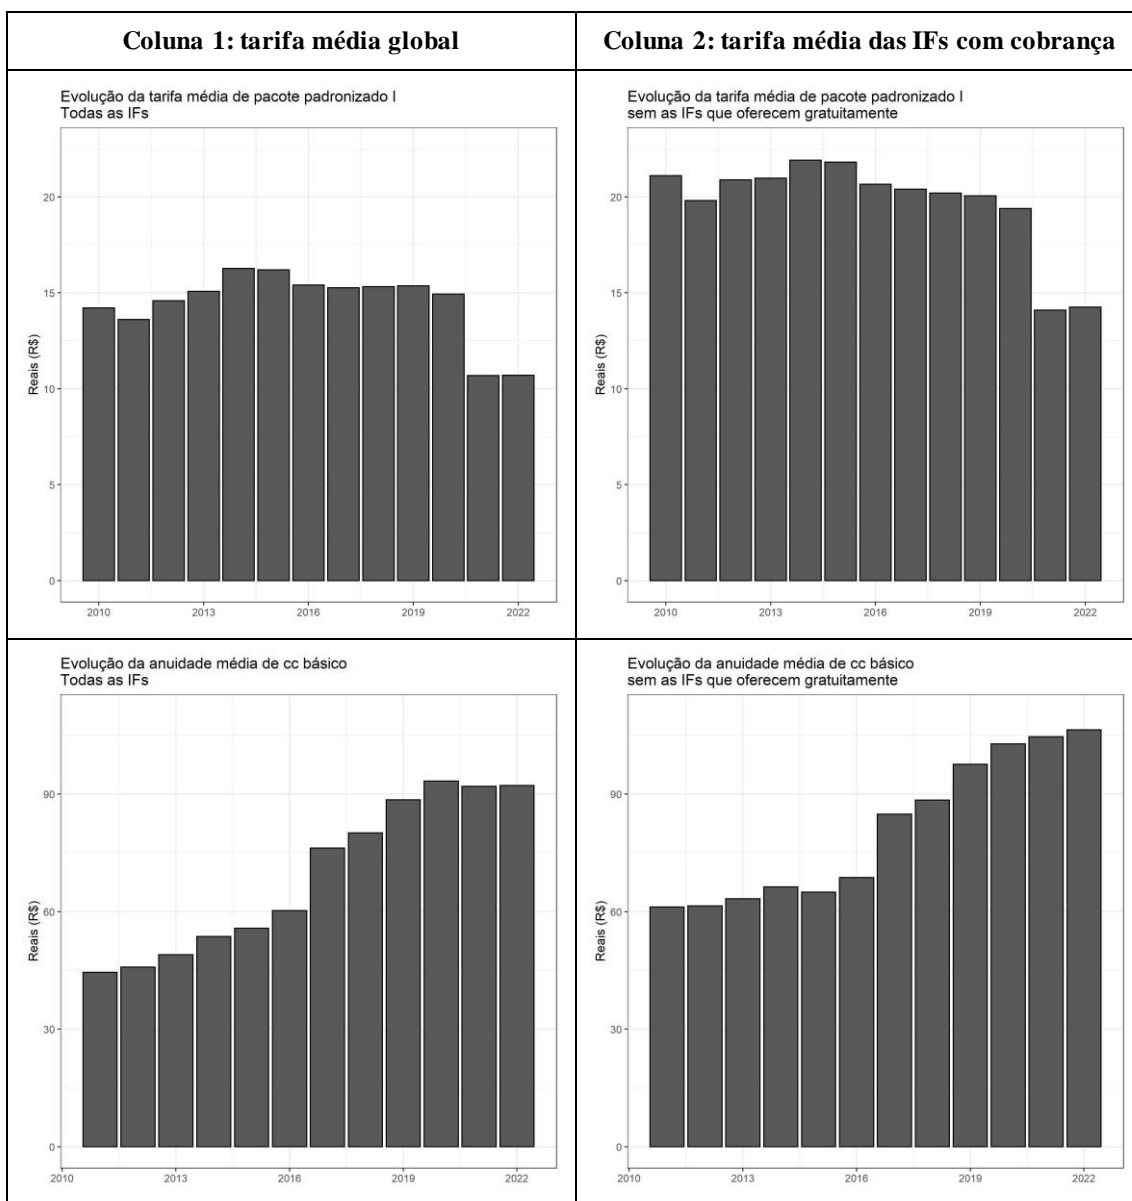 Coluna 1: tarifa média global
Coluna 2: tarifa média das IFs com cobrança
Evolução da tarifa média de pacote padronizado I
Todas as IFs
Reais (R$)
20
15
10
5
0
2010
2013
2016
2019
2022
Evolução da tarifa média de pacote padronizado I
sem as IFs que oferecem gratuitamente
Reais (R$)
20
15
10
5
0
2010
2013
2016
2019
2022
Evolução da anuidade média de cc básico
Todas as IFs
Reais (R$)
90
60
30
0
2010
2013
2016
2019
2022
Evolução da anuidade média de cc básico
sem as IFs que oferecem gratuitamente
Reais (R$)
90
60
30
0
2010
2013
2016
2019
2022